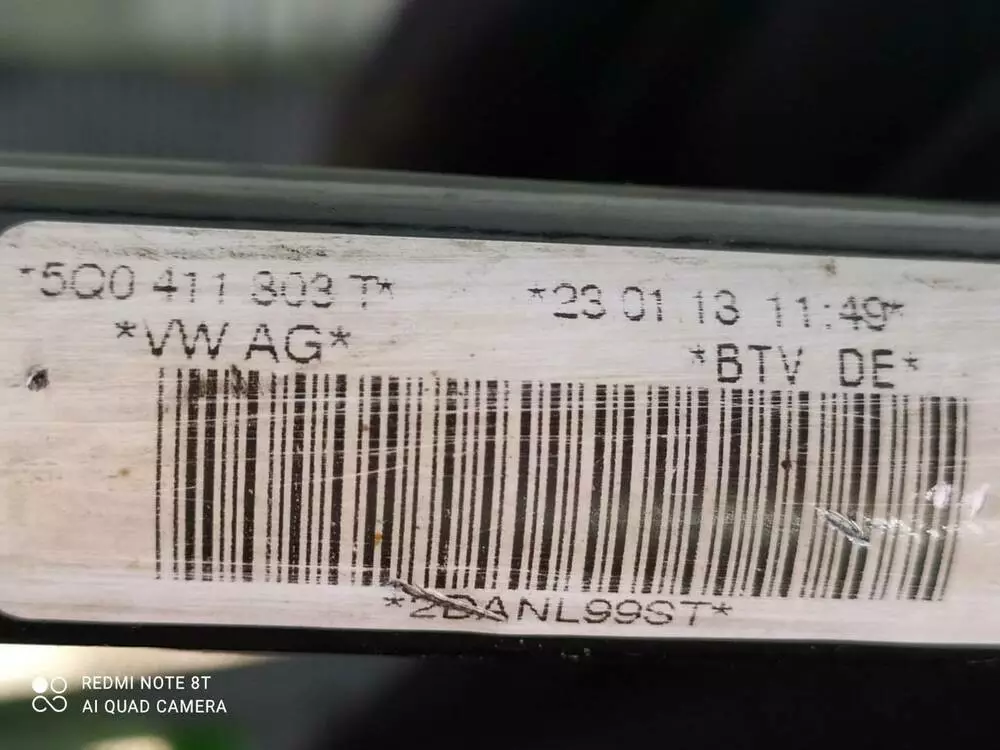 *5Q0 411 303 T*
*23 01 13 11:49*
*VW AG*
*BTV DE*
*2DANL99ST*
REDMI NOTE 8T
AI QUAD CAMERA